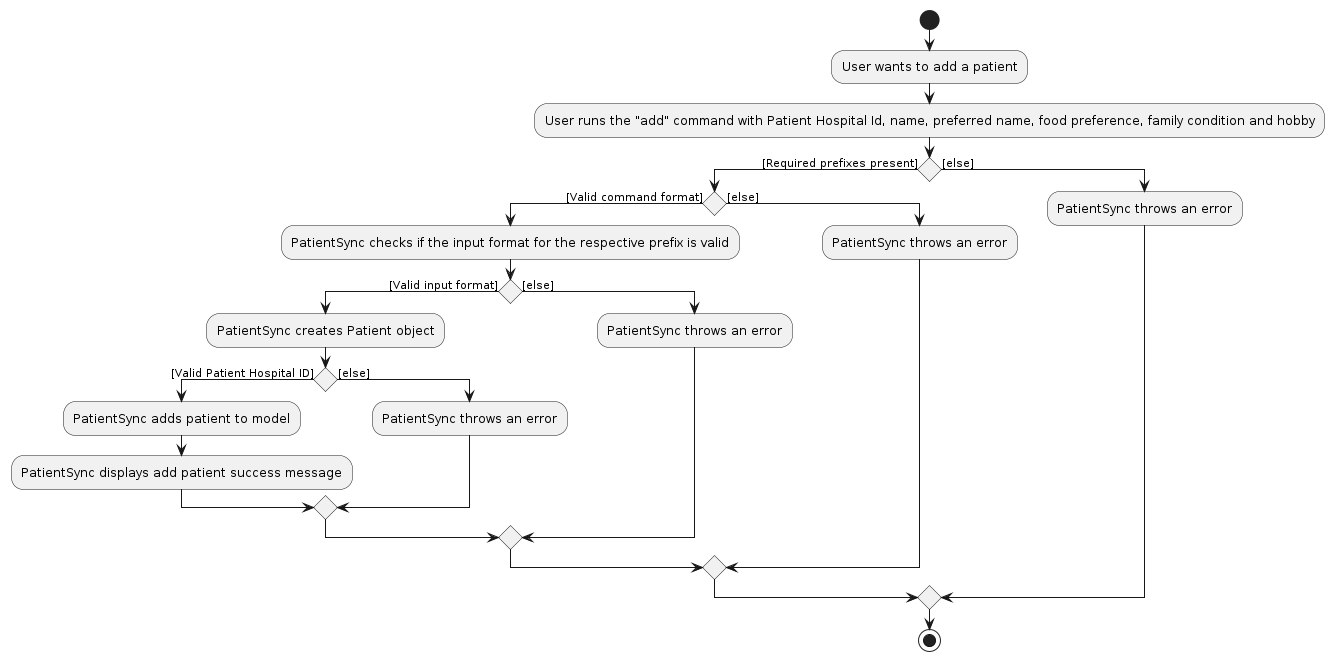 User wants to add a patient
User runs the "add" command with Patient Hospital Id, name, preferred name, food preference, family condition and hobby
[Required prefixes present]
[else]
[Valid command format]
[else]
PatientSync throws an error
PatientSync checks if the input format for the respective prefix is valid
PatientSync throws an error
[Valid input format]
[else]
PatientSync creates Patient object
PatientSync throws an error
[Valid Patient Hospital ID]
[else]
PatientSync adds patient to model
PatientSync throws an error
PatientSync displays add patient success message